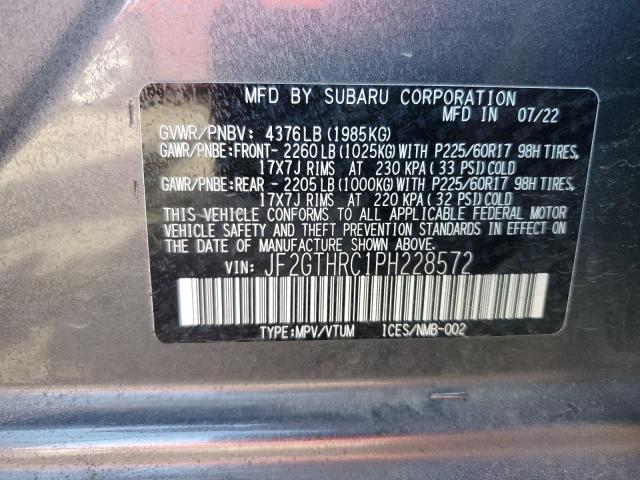 MFD BY SUBARU CORPORATION
MFD IN 07/22
GVWR/PNBV: 4376LB (1985KG)
GAWR/PNBE:FRONT- 2260LB (1025KG)WITH P225/60R17 98H TIRES,
17X7J RIMS AT 230 KPA (33 PSI)COLD
GAWR/PNBE:REAR - 2205LB (1000KG)WITH P225/60R17 98H TIRES,
17X7J RIMS AT 220 KPA (32 PSI)COLD
THIS VEHICLE CONFORMS TO ALL APPLICABLE FEDERAL MOTOR
VEHICLE SAFETY AND THEFT PREVENTION STANDARDS IN EFFECT ON
THE DATE OF MANUFACTURE SHOWN ABOVE.
VIN: JF2GTHRC1PH228572
TYPE:MPV/VTUM ICES/NMB-002